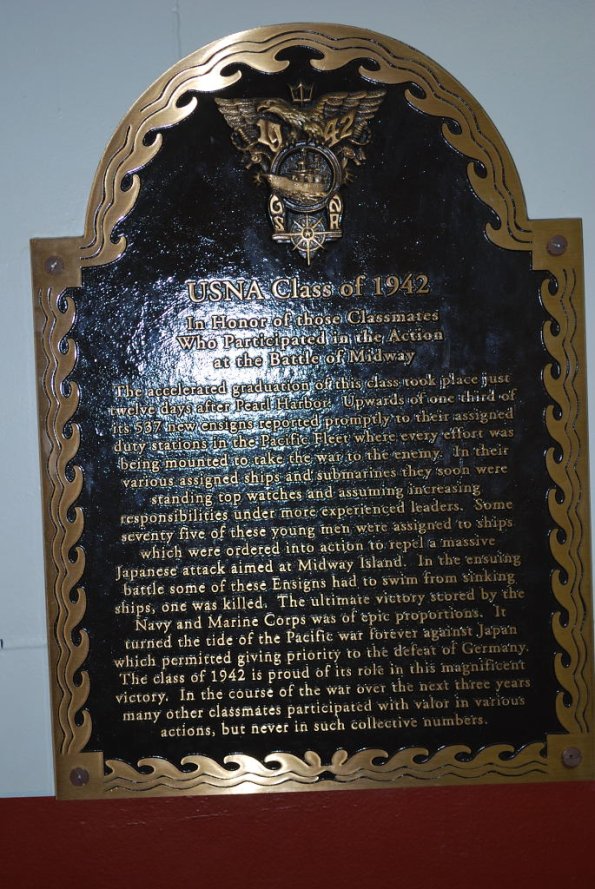 1942
USNA
USNA Class of 1942
In Honor of those Classmates
Who Participated in the Action
at the Battle of Midway
The accelerated graduation of this class took place just
twelve days after Pearl Harbor. Upwards of one third of
its 537 new ensigns reported promptly to their assigned
duty stations in the Pacific Fleet where every effort was
being mounted to take the war to the enemy. In their
various assigned ships and submarines they soon were
standing top watches and assuming increasing
responsibilities under more experienced leaders. Some
seventy five of these young men were assigned to ships
which were ordered into action to repel a massive
Japanese attack aimed at Midway Island. In the ensuing
battle some of these Ensigns had to swim from sinking
ships, one was killed. The ultimate victory scored by the
Navy and Marine Corps was of epic proportions. It
turned the tide of the Pacific war forever against Japan
which permitted giving priority to the defeat of Germany.
The class of 1942 is proud of its role in this magnificent
victory. In the course of the war over the next three years
many other classmates participated with valor in various
actions, but never in such collective numbers.